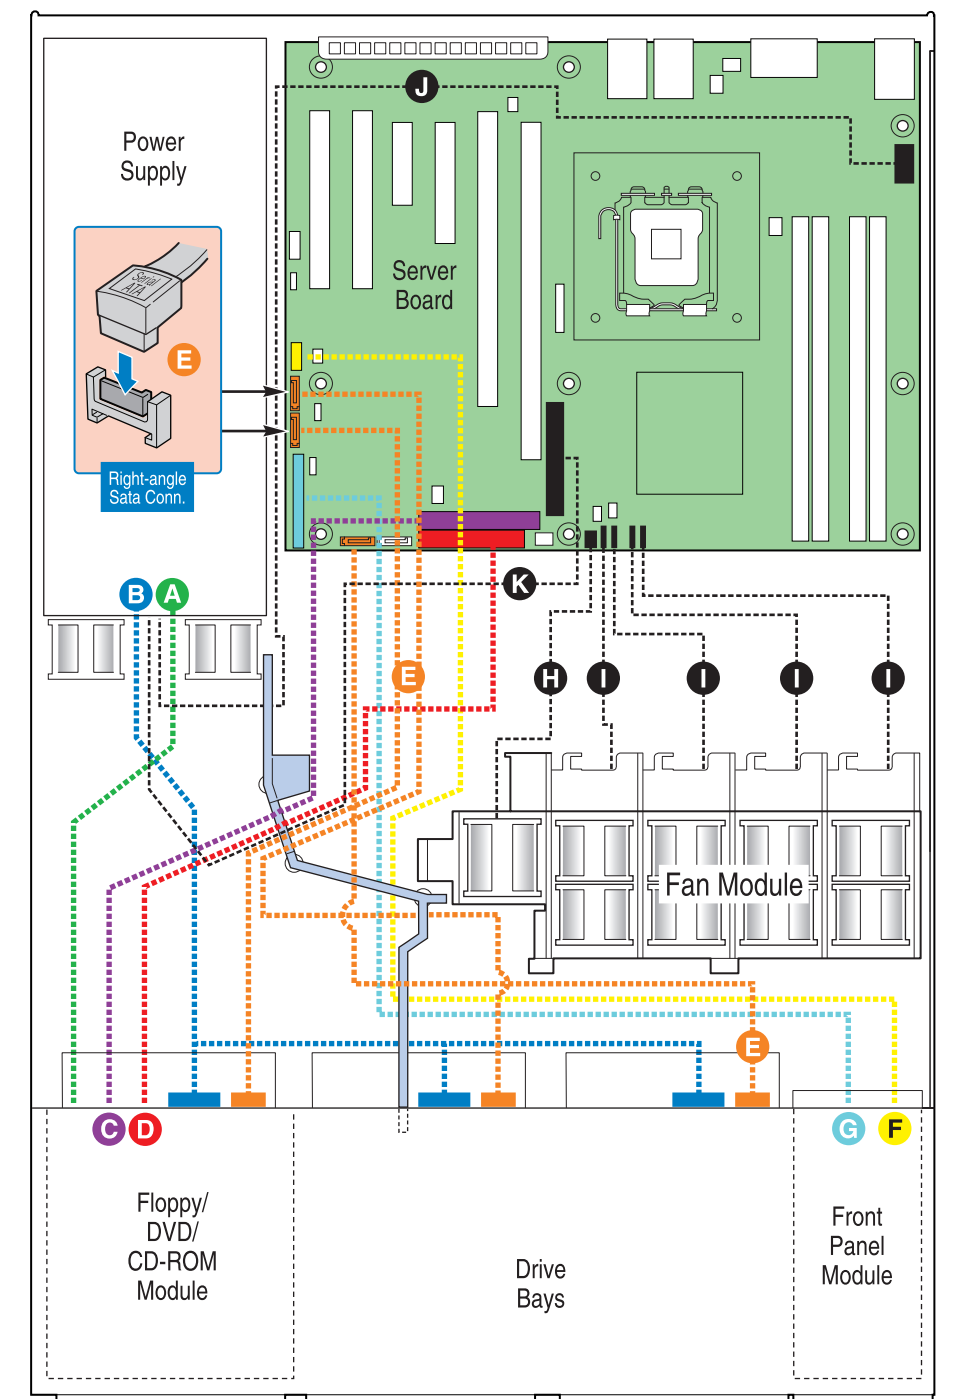 J
Power
Supply
Server
Board
Serial
ATA
E
Right-angle
Sata Conn.
B
A
K
E
H
I
I
I
I
Fan Module
E
C
D
G
F
Floppy/
DVD/
CD-ROM
Module
Drive
Bays
Front
Panel
Module